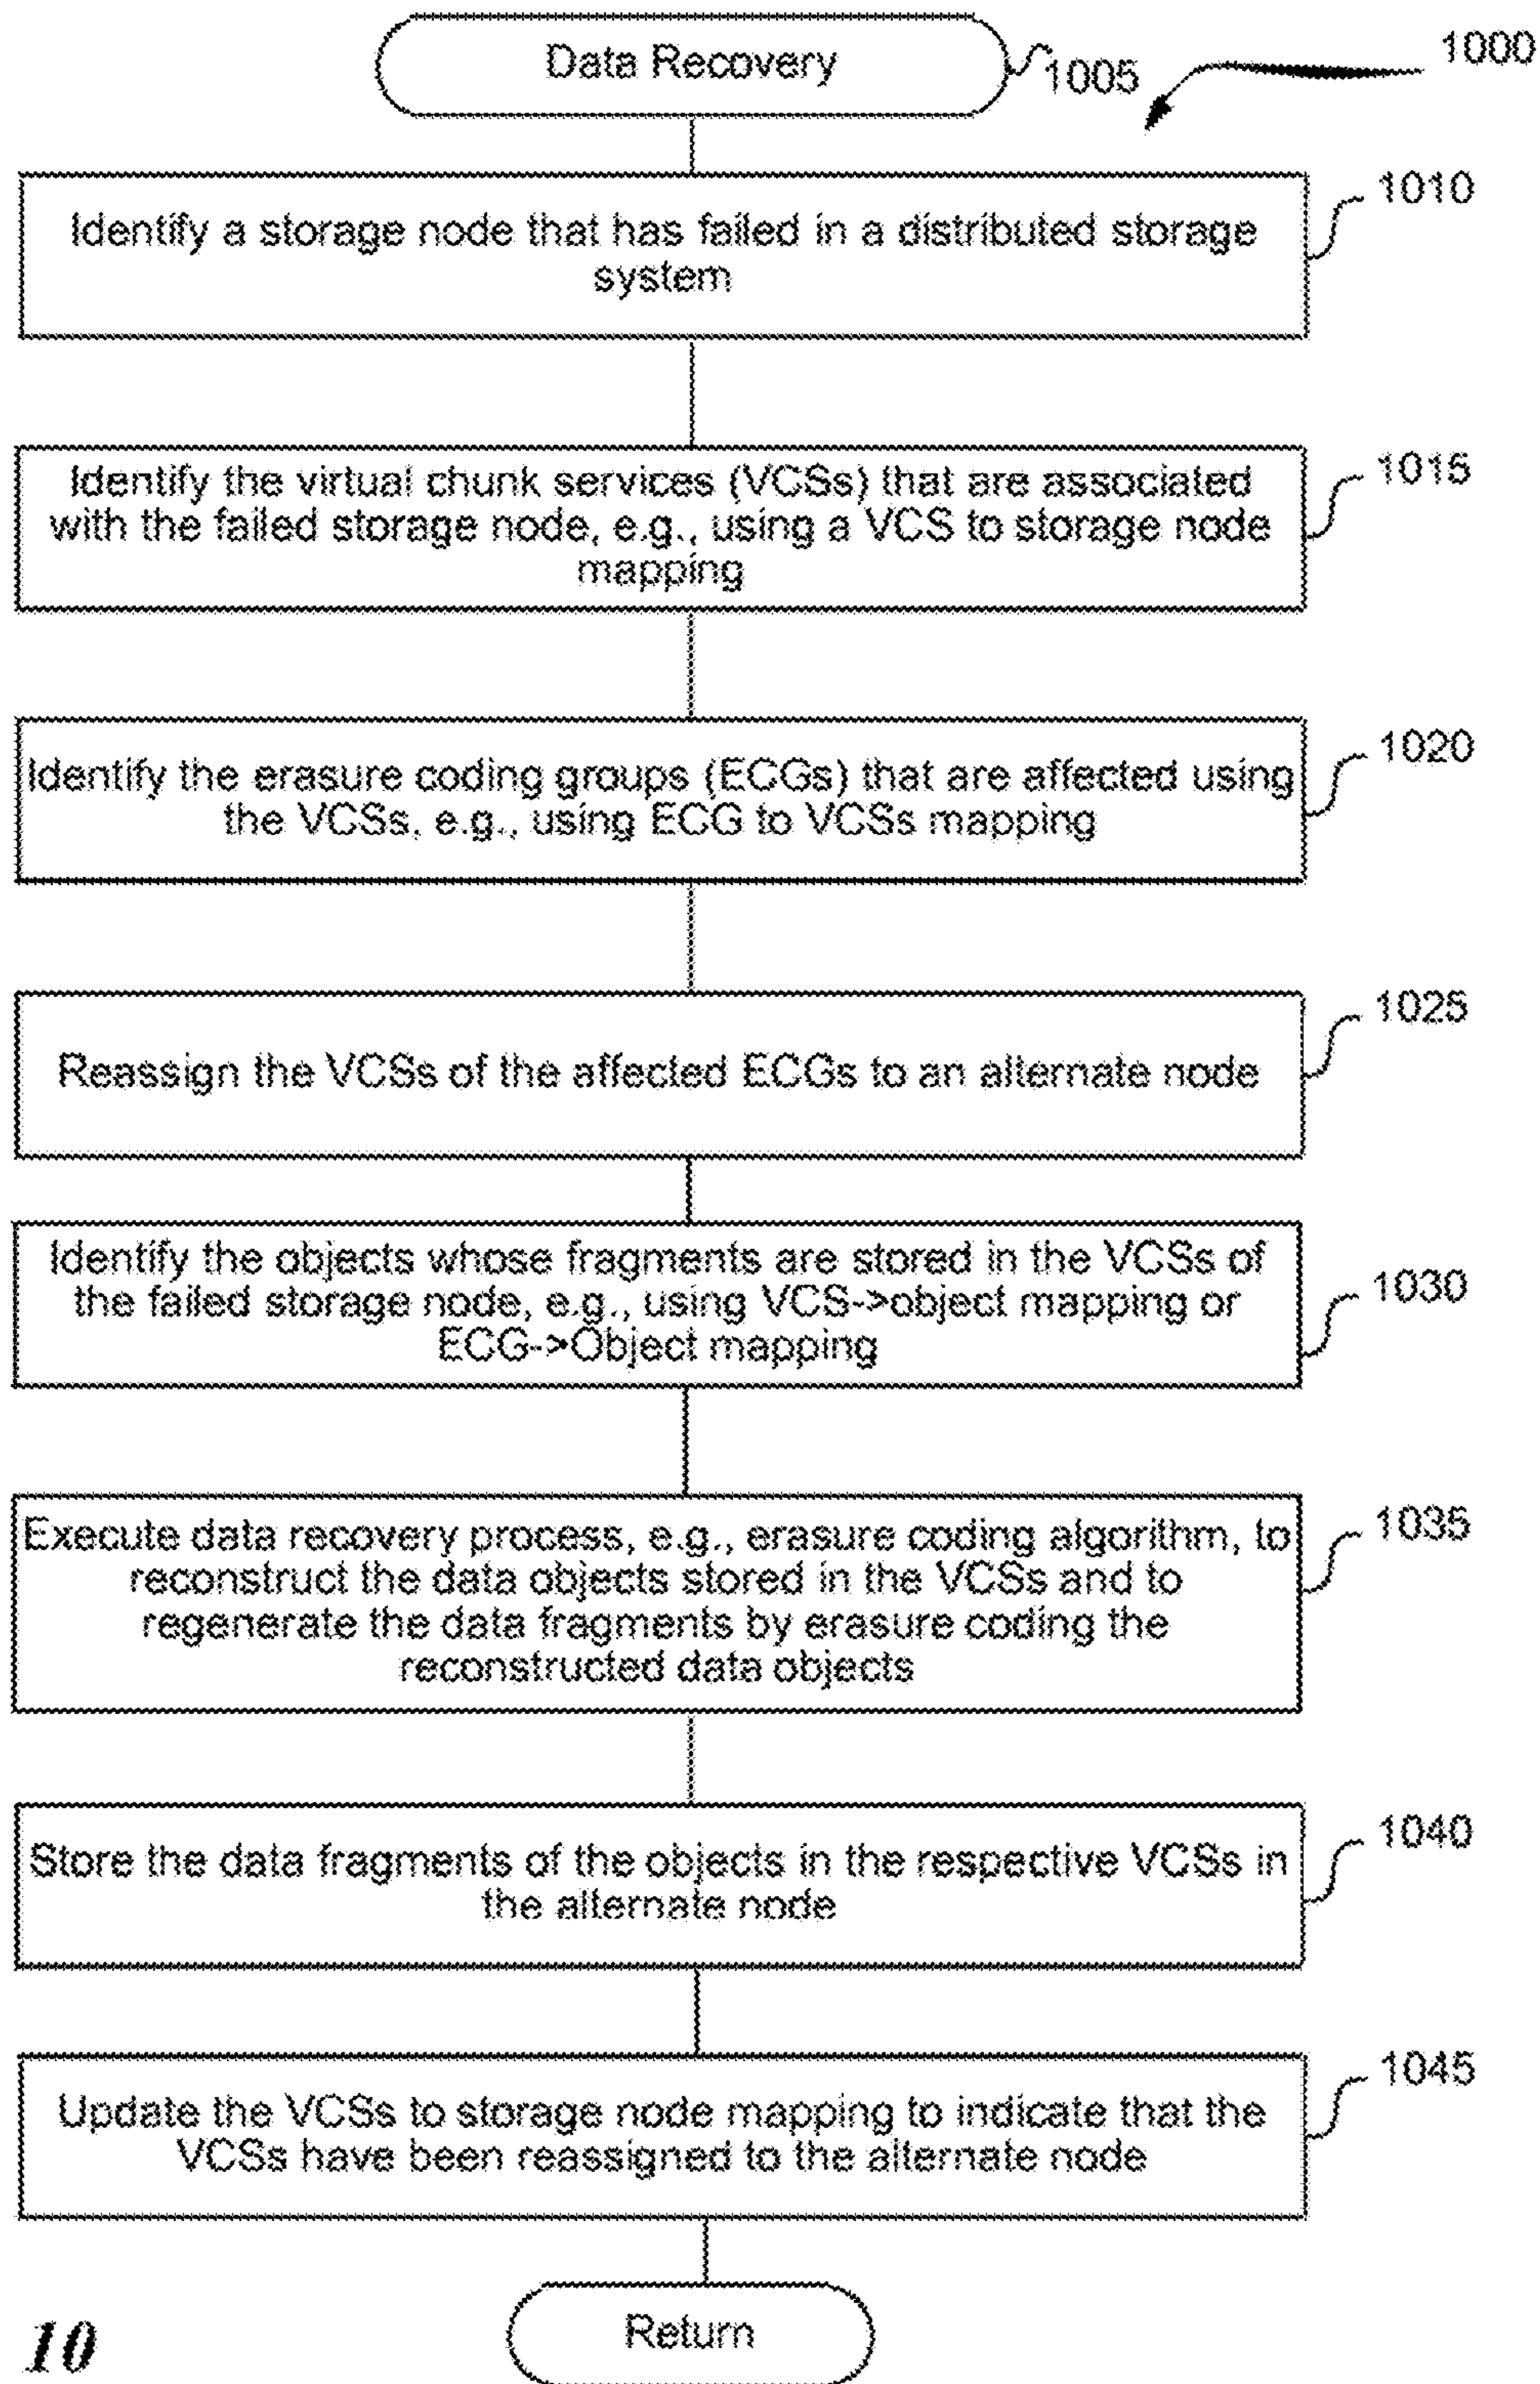 Data Recovery
1005
1000
Identify a storage node that has failed in a distributed storage
system
1010
Identify the virtual chunk services (VCSs) that are associated
with the failed storage node, e.g., using a VCS to storage node
mapping
1015
Identify the erasure coding groups (ECGs) that are affected using
the VCSs, e.g., using ECG to VCSs mapping
1020
Reassign the VCSs of the affected ECGs to an alternate node
1025
Identify the objects whose fragments are stored in the VCSs of
the failed storage node, e.g., using VCS->object mapping or
ECG->Object mapping
1030
Execute data recovery process, e.g., erasure coding algorithm, to
reconstruct the data objects stored in the VCSs and to
regenerate the data fragments by erasure coding the
reconstructed data objects
1035
Store the data fragments of the objects in the respective VCSs in
the alternate node
1040
Update the VCSs to storage node mapping to indicate that the
VCSs have been reassigned to the alternate node
1045
Return
10